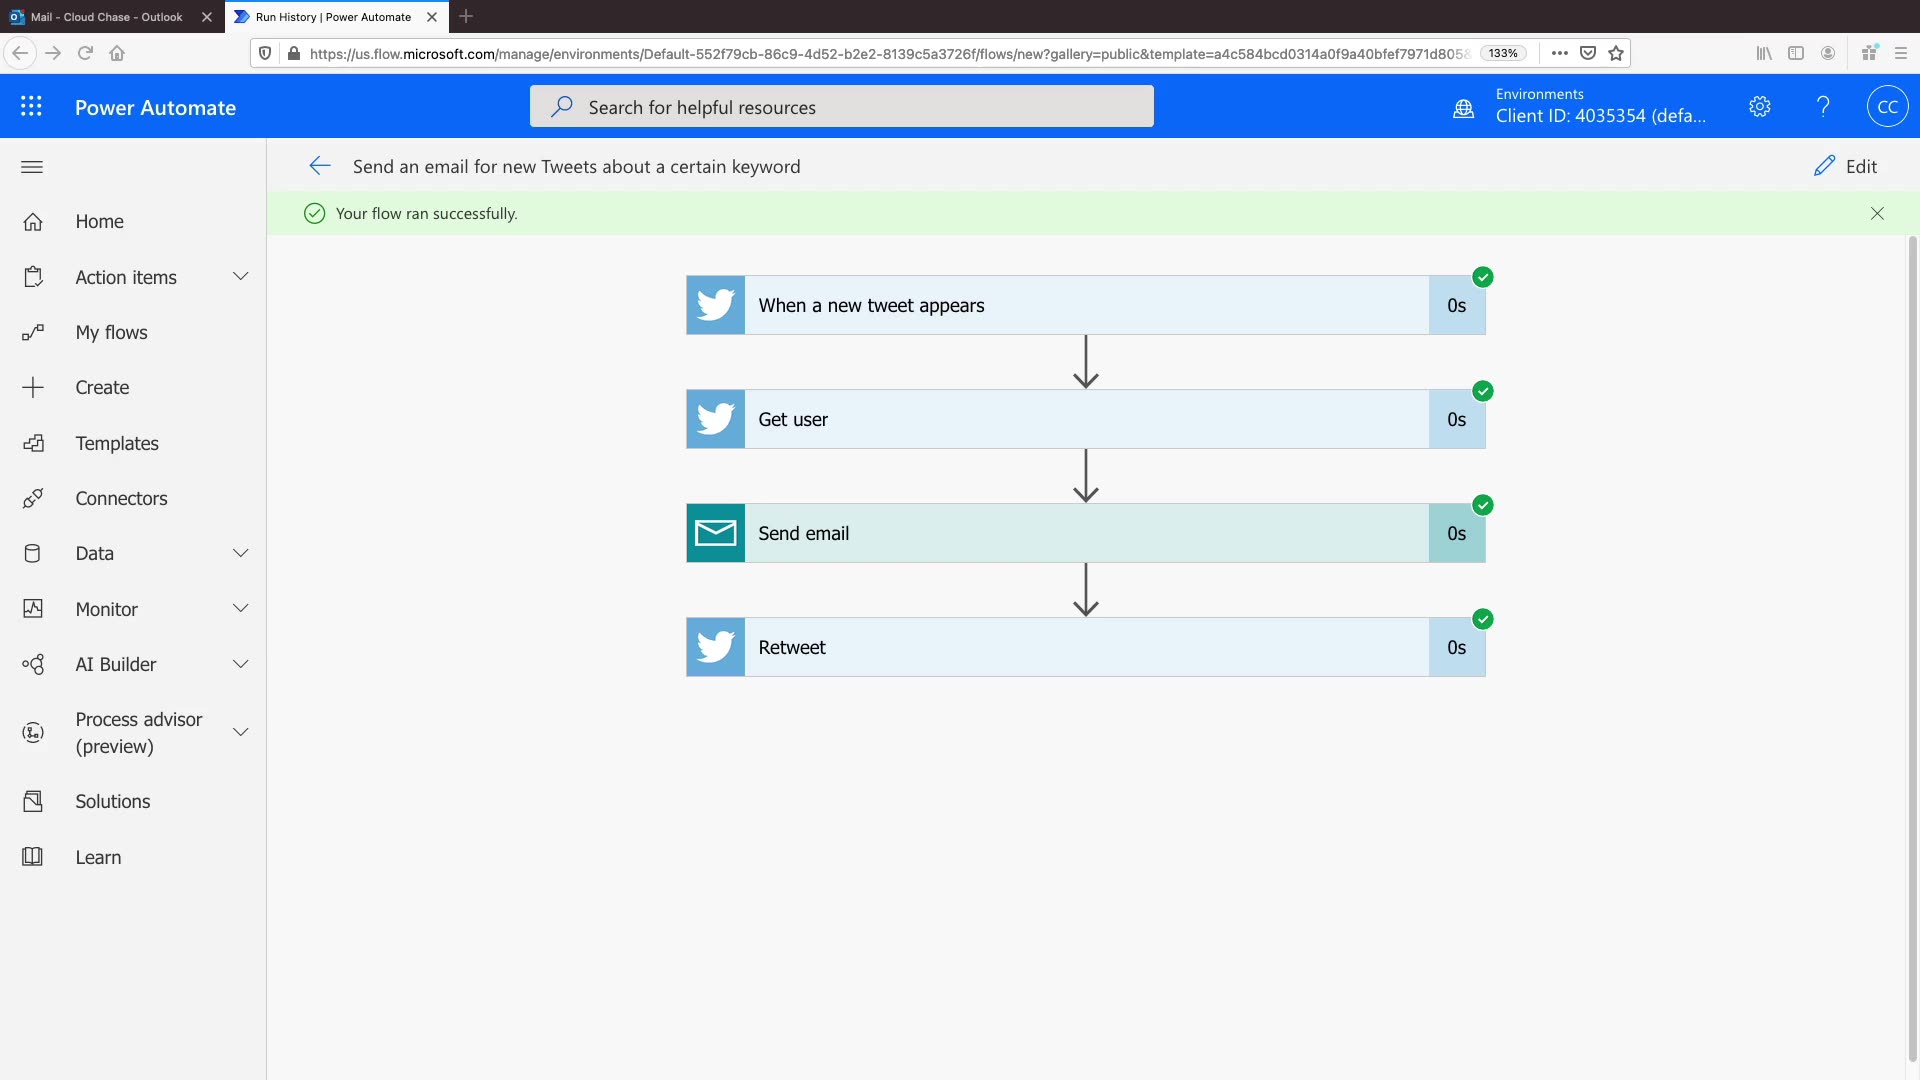 Mail - Cloud Chase - Outlook
Run History | Power Automate
https://us.flow.microsoft.com/manage/environments/Default-552f79cb-86c9-4d52-b2e2-8139c5a3726f/flows/new?gallery=public&template=a4c584bcd0314a0f9a40bfef7971d805&
133%
Power Automate
Search for helpful resources
Environments
Client ID: 4035354 (defa...
CC
Send an email for new Tweets about a certain keyword
Edit
Your flow ran successfully.
Home
Action items
My flows
Create
Templates
Connectors
Data
Monitor
AI Builder
Process advisor
(preview)
Solutions
Learn
When a new tweet appears
0s
Get user
0s
Send email
0s
Retweet
0s